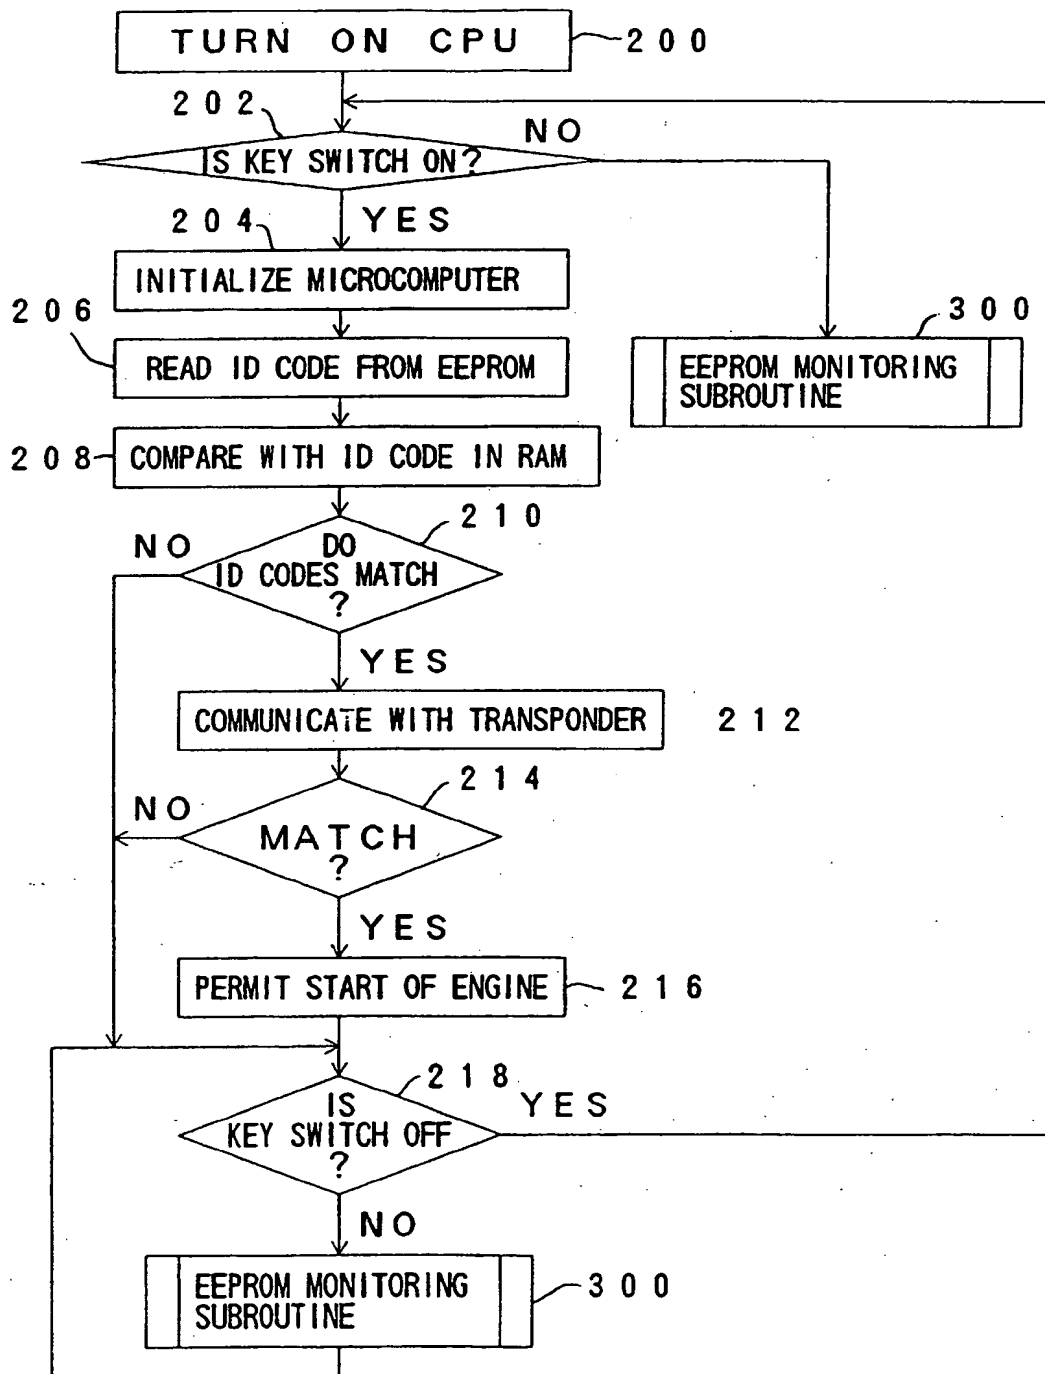 TURN ON CPU
200
202
IS KEY SWITCH ON?
NO
YES
204
INITIALIZE MICROCOMPUTER
206
READ ID CODE FROM EEPROM
300
EEPROM MONITORING
SUBROUTINE
208
COMPARE WITH ID CODE IN RAM
210
NO
DO
ID CODES MATCH
?
YES
COMMUNICATE WITH TRANSPONDER
212
214
NO
MATCH
?
YES
PERMIT START OF ENGINE
216
218
IS
KEY SWITCH OFF
?
YES
NO
EEPROM MONITORING
SUBROUTINE
300